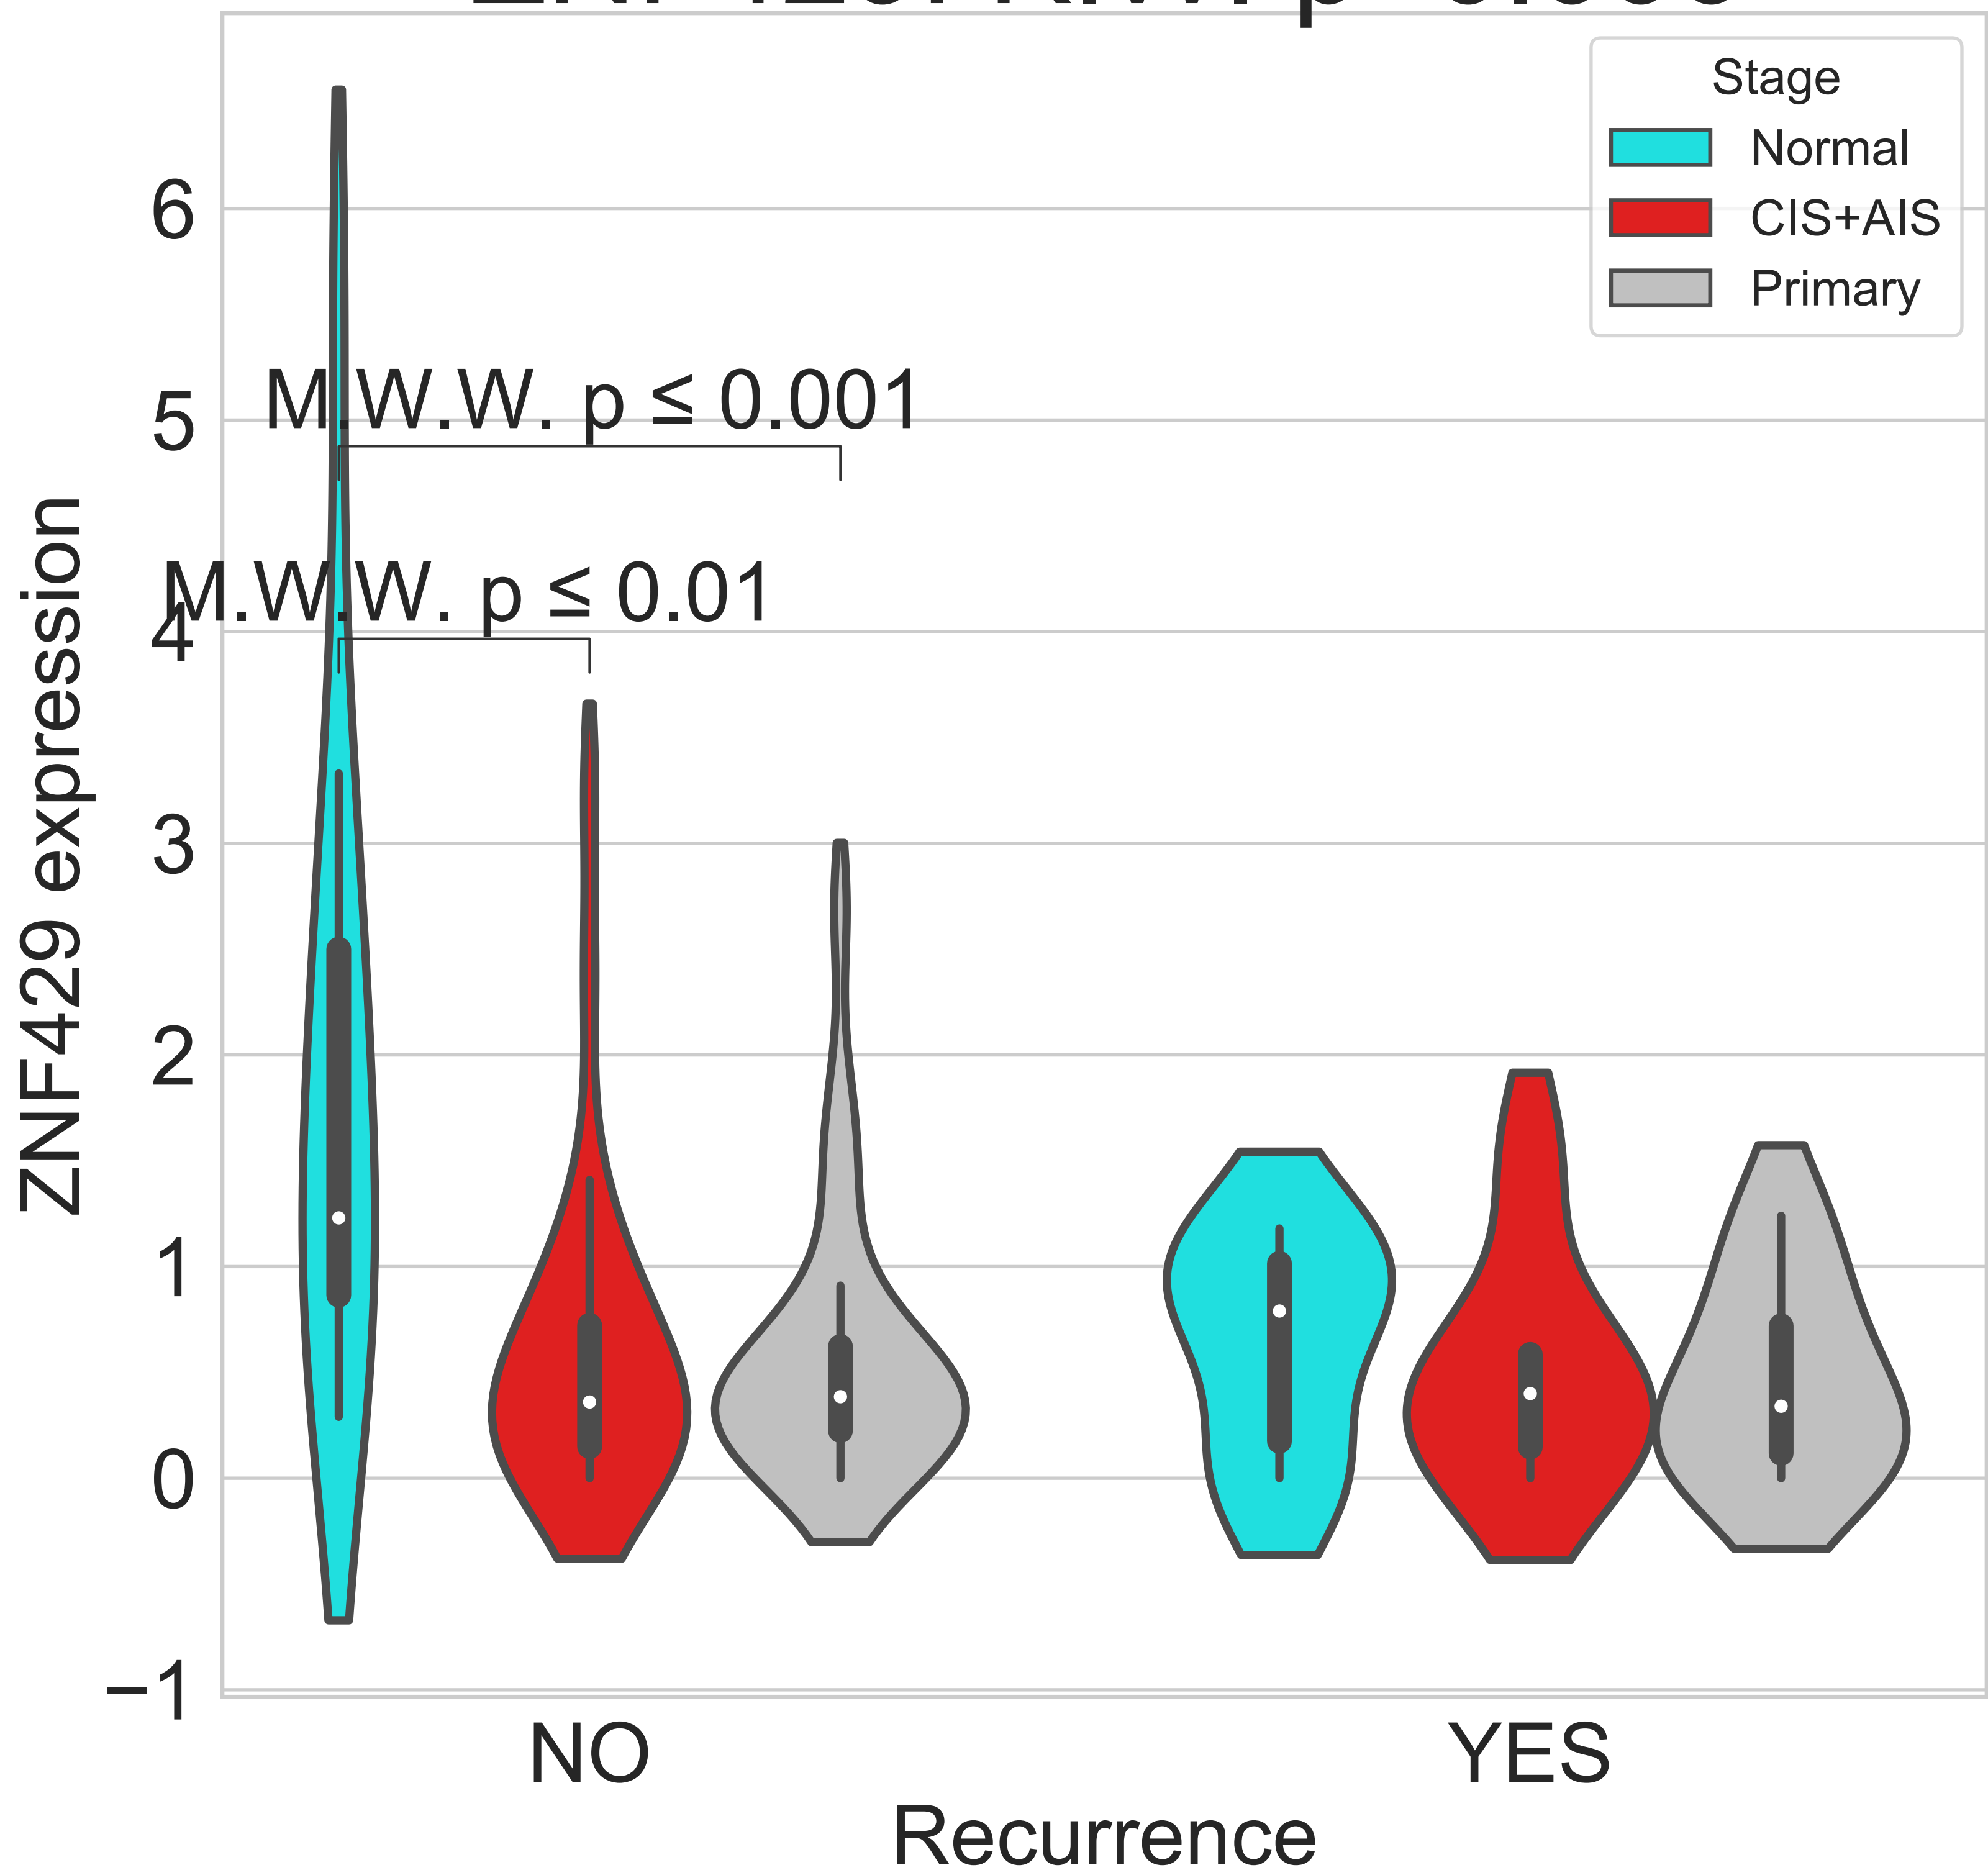 Stage
Normal
CIS+AIS
Primary
6
5
4
3
2
1
0
−1
M.W.W. p ≤ 0.001
M.W.W. p ≤ 0.01
ZNF429 expression
NO
YES
Recurrence